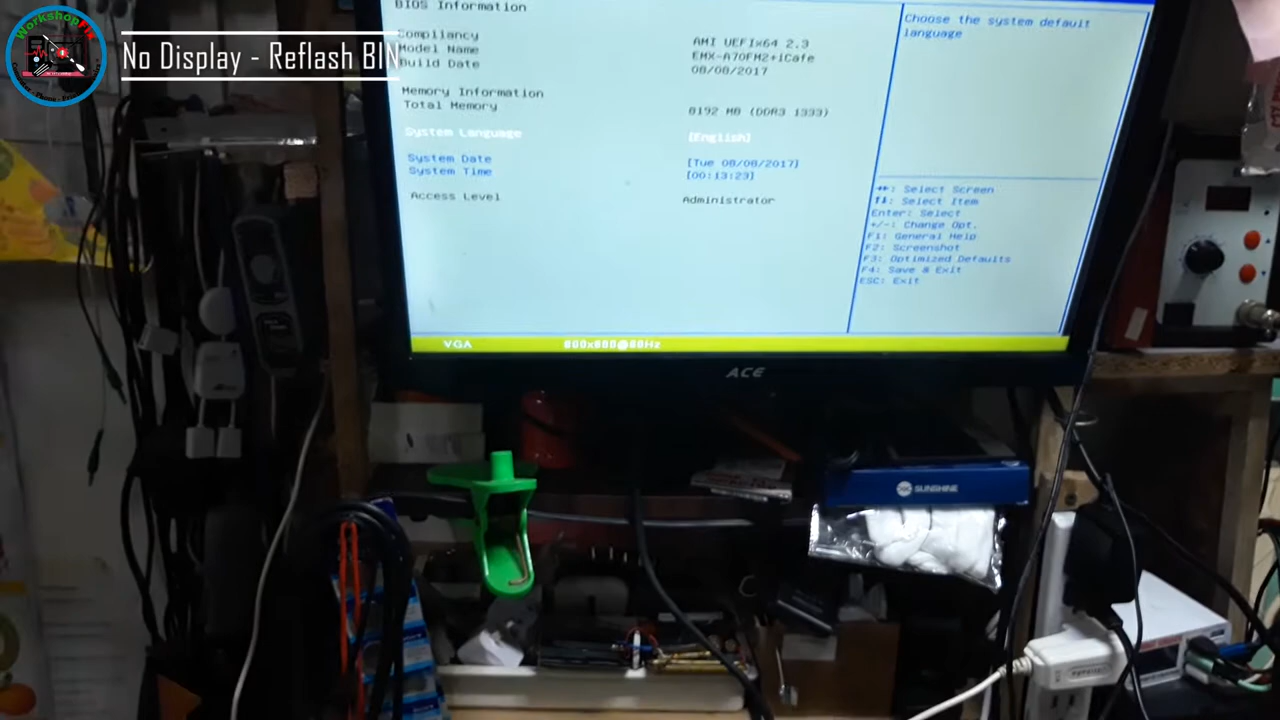 WorkshopFix
No Display - Reflash BIN
BIOS Information
Compliancy AMI UEFIx64 2.3
Model Name EMX-A70FM2+iCafe
Build Date 08/08/2017
Memory Information
Total Memory 8192 MB (DDR3 1333)
System Language [English]
System Date [Tue 08/08/2017]
System Time [00:13:23]
Access Level Administrator
Choose the system default
language
↔: Select Screen
↑↓: Select Item
Enter: Select
+/-: Change Opt.
F1: General Help
F2: Screenshot
F3: Optimized Defaults
F4: Save & Exit
ESC: Exit
VGA 800x600@60Hz
ACE
SUNSHINE